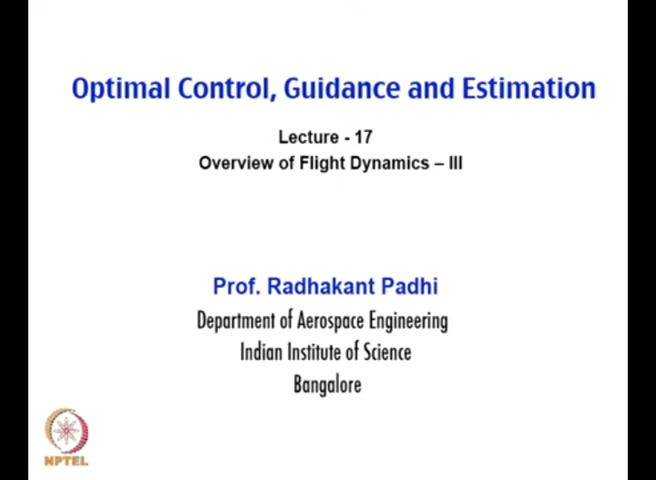 Optimal Control, Guidance and Estimation
Lecture - 17
Overview of Flight Dynamics – III
Prof. Radhakant Padhi
Department of Aerospace Engineering
Indian Institute of Science
Bangalore
NPTEL